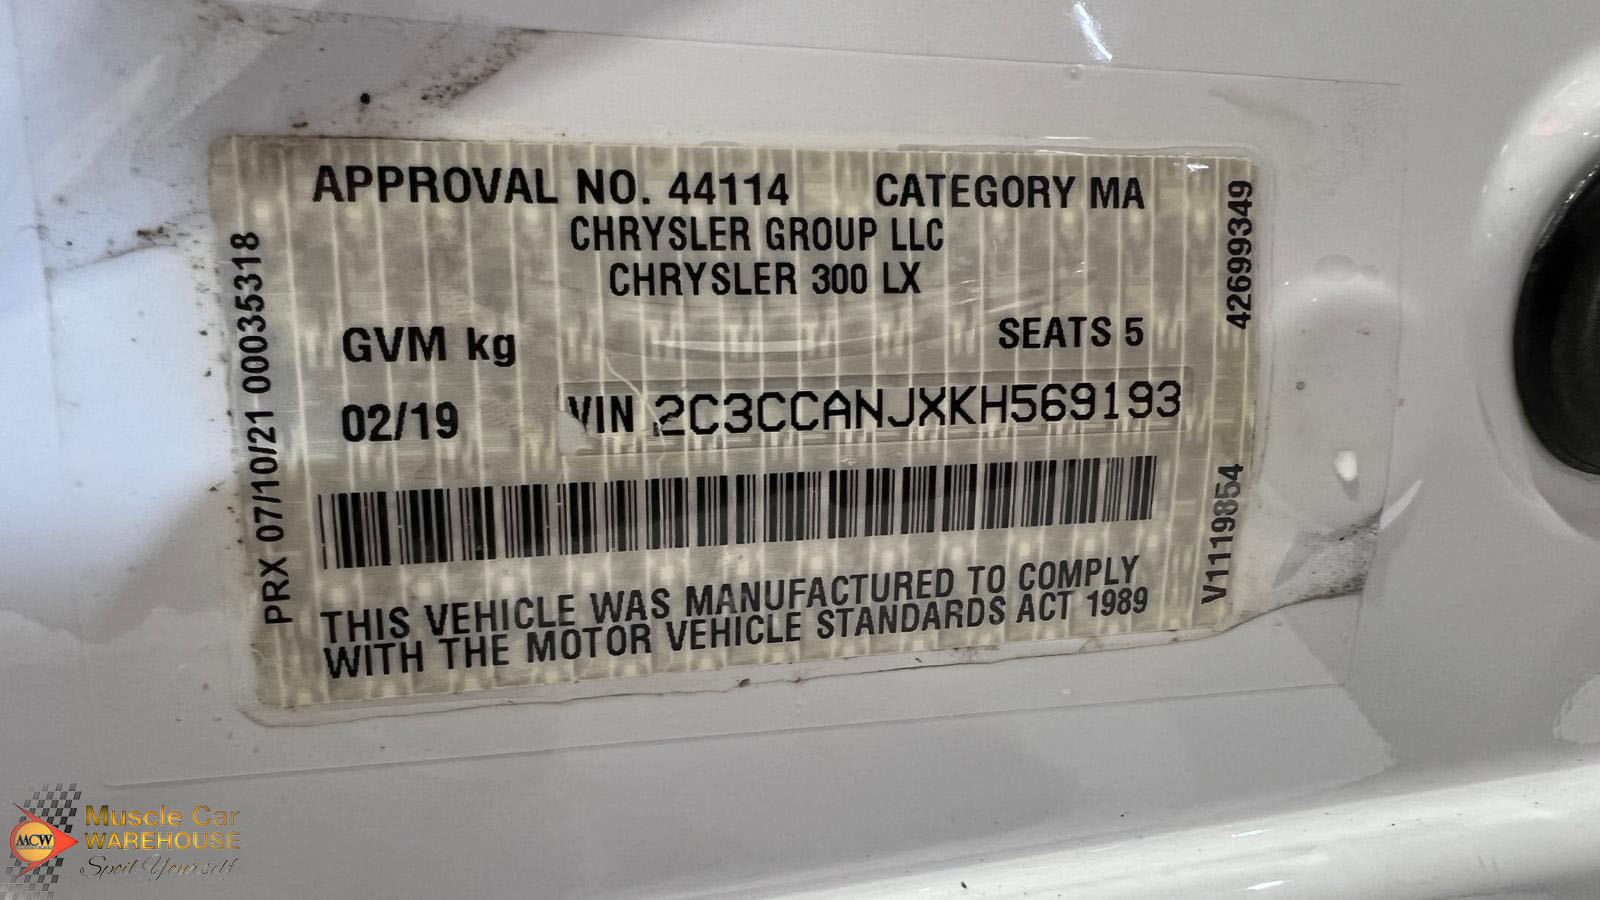 APPROVAL NO. 44114 CATEGORY MA
CHRYSLER GROUP LLC
CHRYSLER 300 LX
GVM kg SEATS 5
02/19 VIN 2C3CCANJXKH569193
THIS VEHICLE WAS MANUFACTURED TO COMPLY
WITH THE MOTOR VEHICLE STANDARDS ACT 1989
PRX 07/10/21 00035318
42699349
V1119854
MCW
Muscle Car
WAREHOUSE
Spoil Yourself